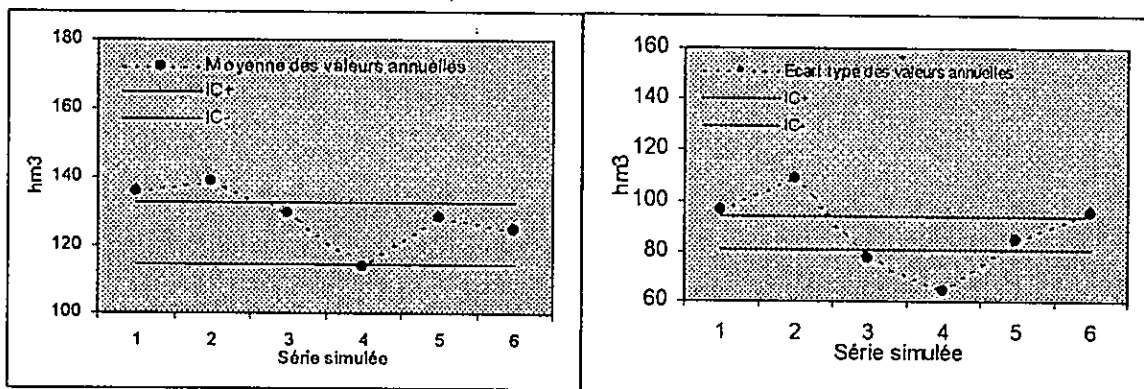 180
160
140
120
100
hm3
Moyenne des valeurs annuelles
IC+
IC-
1 2 3 4 5 6
Série simulée
160
140
120
100
80
60
hm3
Ecart type des valeurs annuelles
IC+
IC-
1 2 3 4 5 6
Série simulée